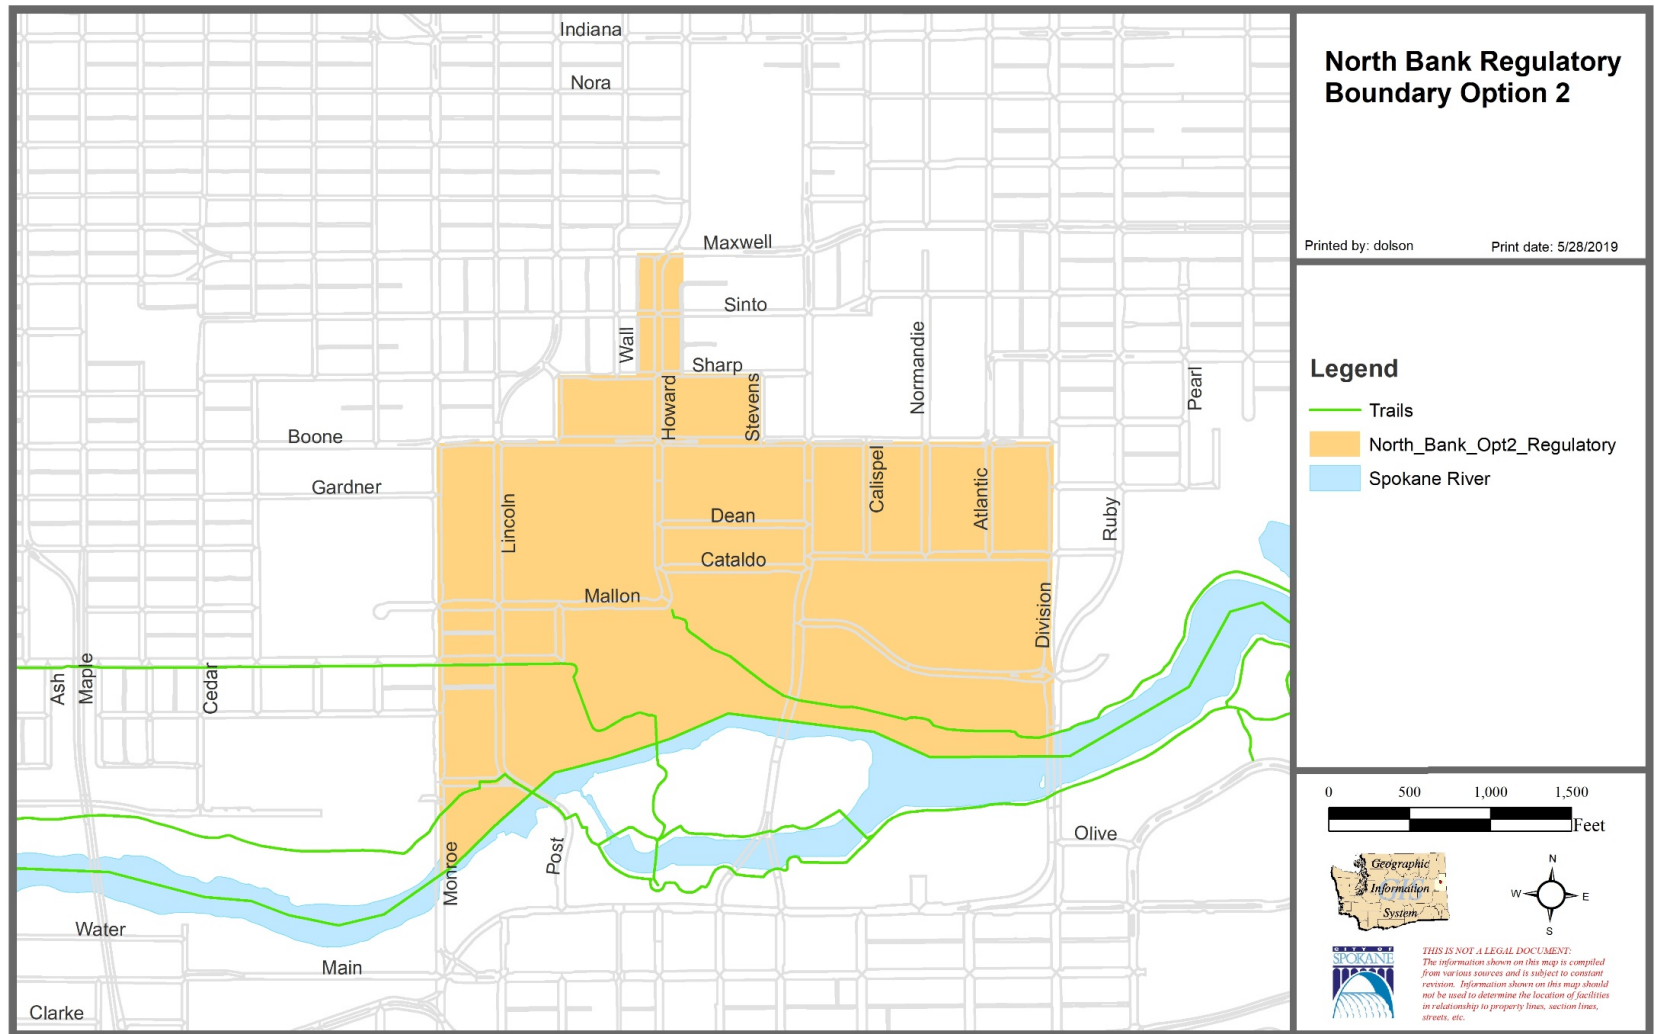 Indiana
Nora
Maxwell
Sinto
Wall
Sharp
Howard
Stevens
Normandie
Pearl
Boone
Gardner
Lincoln
Calispel
Atlantic
Ruby
Dean
Cataldo
Mallon
Division
Ash
Maple
Cedar
Monroe
Post
Olive
Water
Main
Clarke
North Bank Regulatory
Boundary Option 2
Printed by: dolson
Print date: 5/28/2019
Legend
Trails
North_Bank_Opt2_Regulatory
Spokane River
0 500 1,000 1,500
Feet
Geographic
Information
System
GIS
N
W E
S
CITY OF
SPOKANE
THIS IS NOT A LEGAL DOCUMENT:
The information shown on this map is compiled
from various sources and is subject to constant
revision. Information shown on this map should
not be used to determine the location of facilities
in relationship to property lines, section lines,
streets, etc.